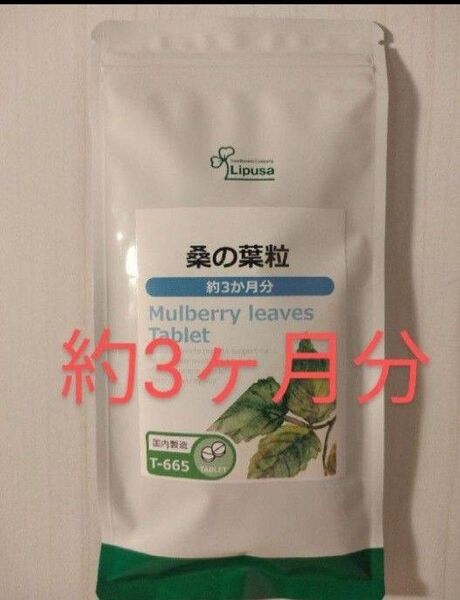 Lipusa
桑の葉粒
約3か月分
Mulberry leaves
Tablet
約3ヶ月分
国内製造
T-665
TABLET